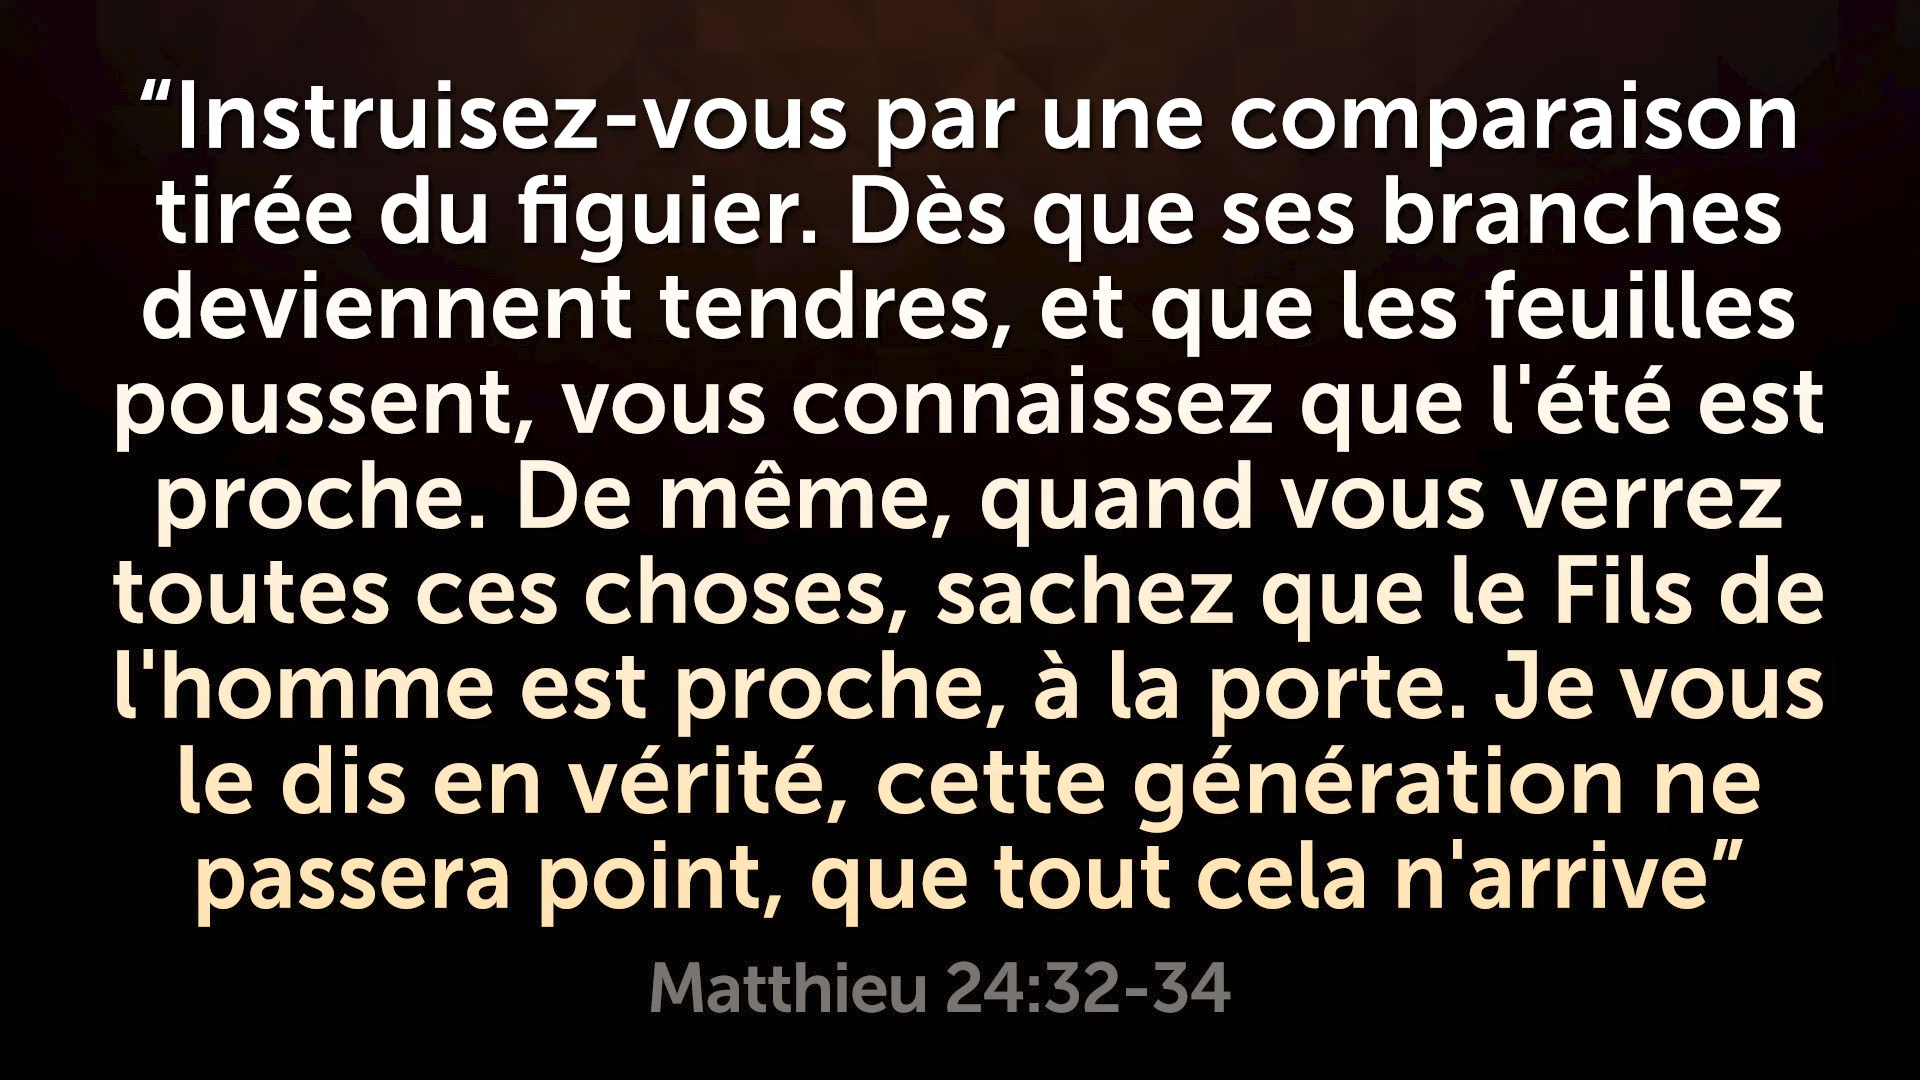 “Instruisez-vous par une comparaison
tirée du figuier. Dès que ses branches
deviennent tendres, et que les feuilles
poussent, vous connaissez que l'été est
proche. De même, quand vous verrez
toutes ces choses, sachez que le Fils de
l'homme est proche, à la porte. Je vous
le dis en vérité, cette génération ne
passera point, que tout cela n'arrive”
Matthieu 24:32-34